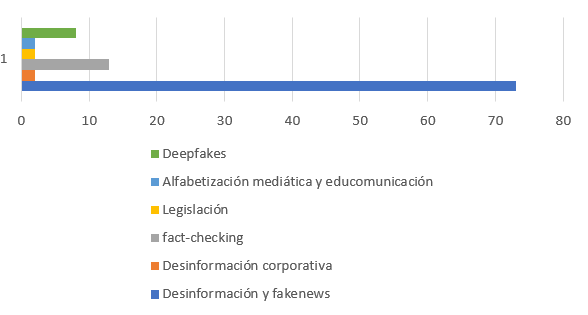 1
0 10 20 30 40 50 60 70 80
Deepfakes
Alfabetización mediática y educomunicación
Legislación
fact-checking
Desinformación corporativa
Desinformación y fakenews